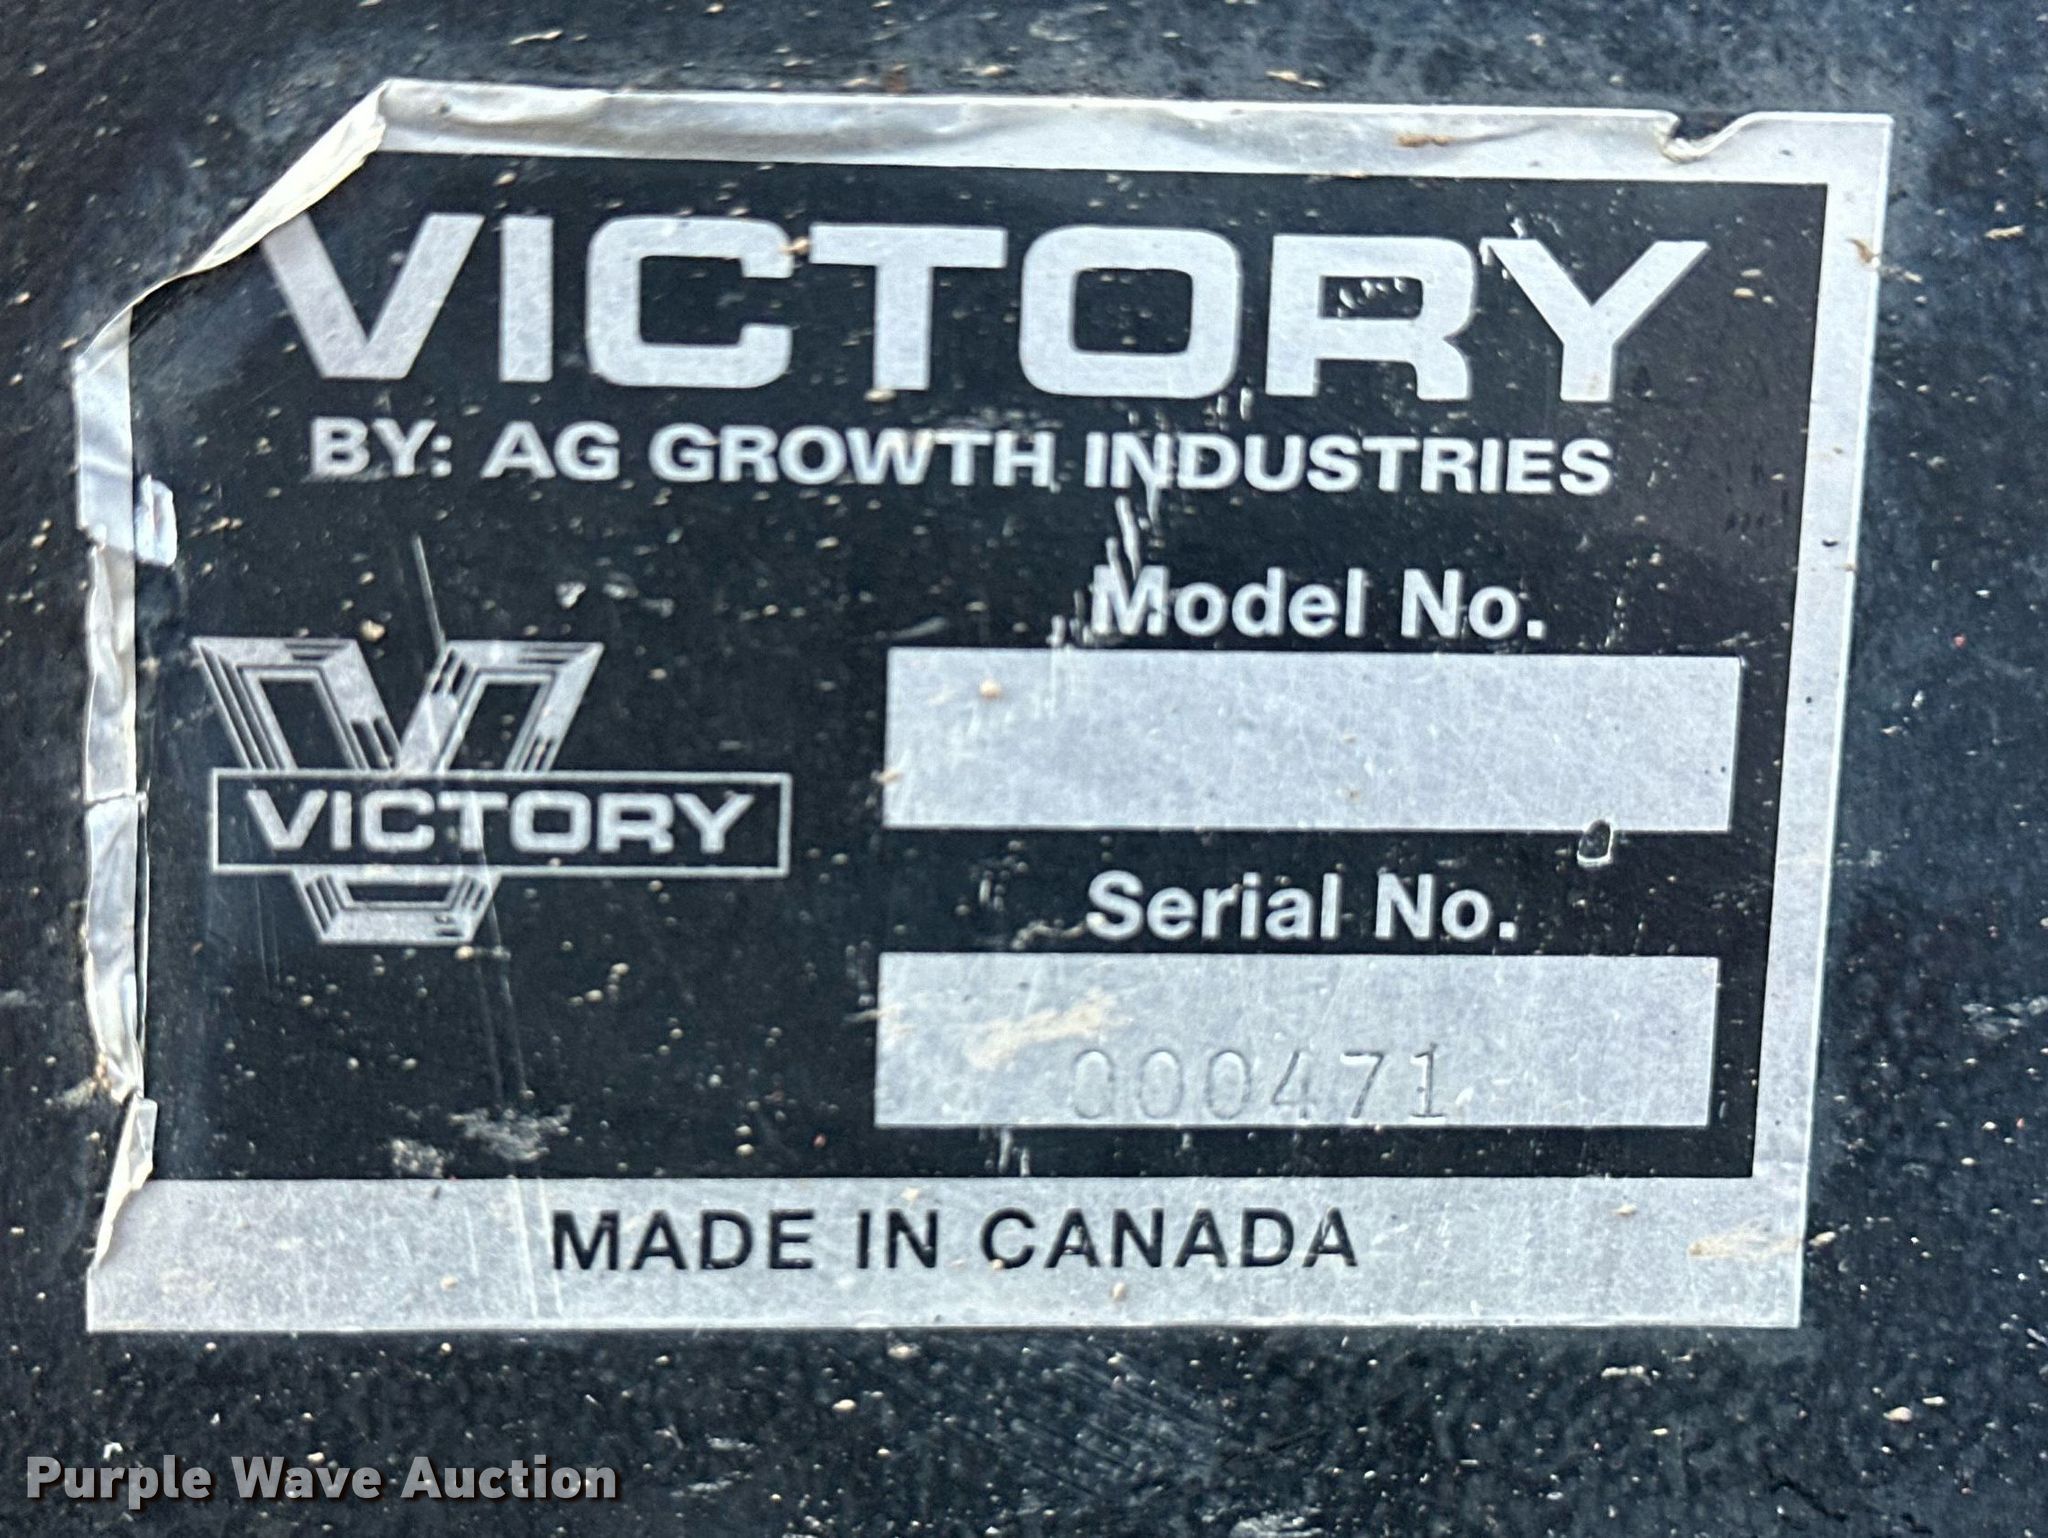 VICTORY
BY: AG GROWTH INDUSTRIES
Model No.
VICTORY
Serial No.
000471
MADE IN CANADA
Purple Wave Auction